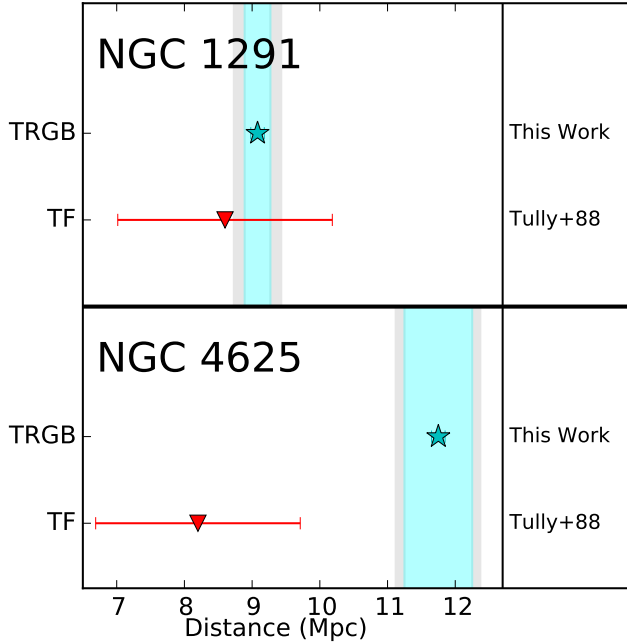 NGC 1291
TRGB
This Work
TF
Tully+88
NGC 4625
TRGB
This Work
TF
Tully+88
7 8 9 10 11 12
Distance (Mpc)